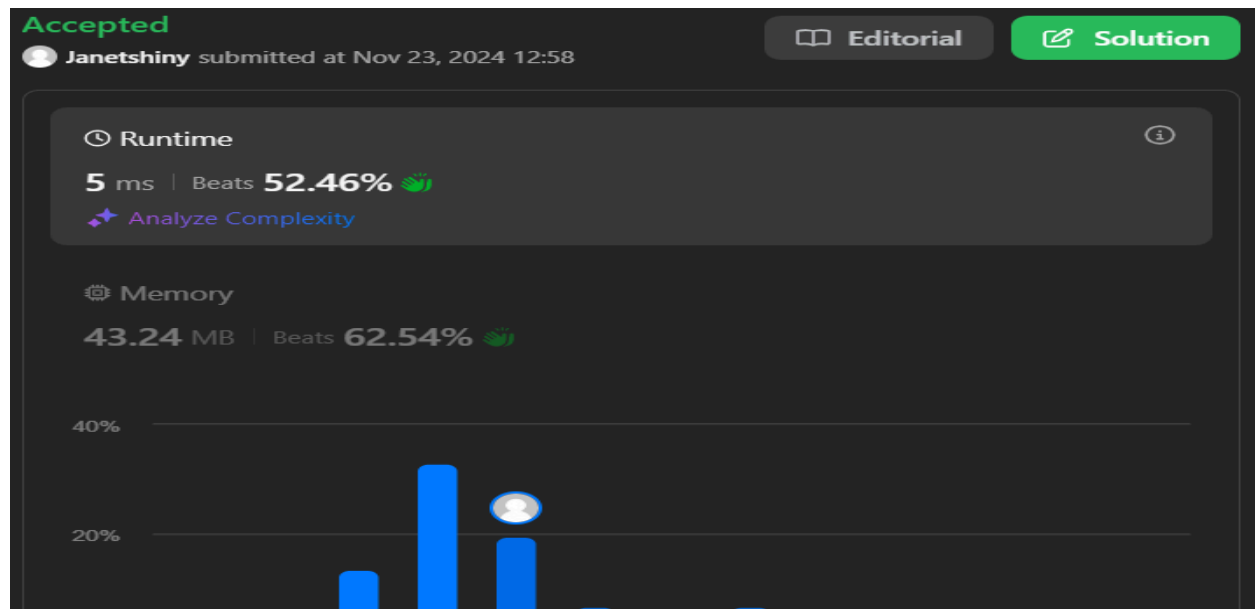 Accepted
Editorial
Solution
Janetshiny submitted at Nov 23, 2024 12:58
Runtime
5 ms | Beats 52.46%
Analyze Complexity
Memory
43.24 MB | Beats 62.54%
40%
20%